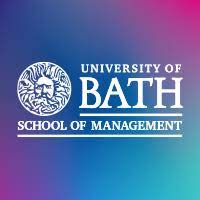 UNIVERSITY OF
BATH
SCHOOL OF MANAGEMENT